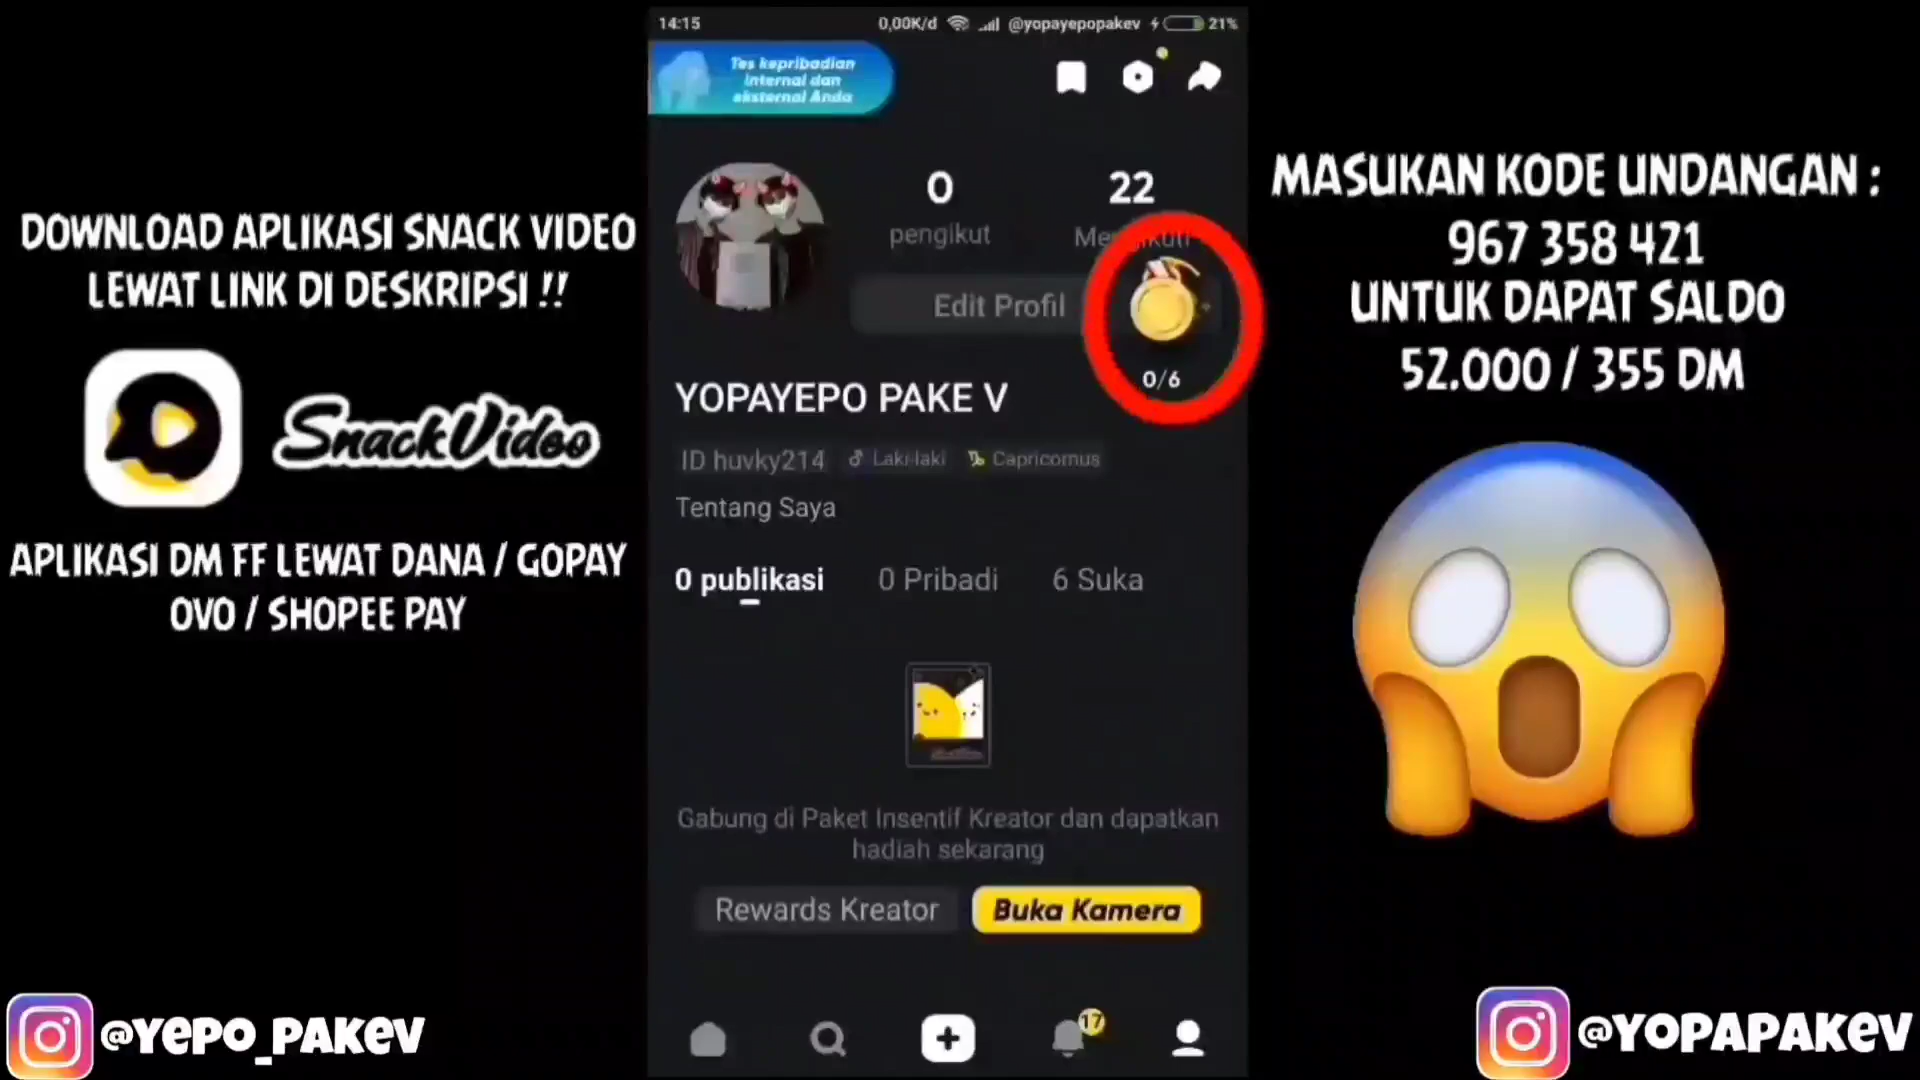 14:15
0,00K/d @yopayepopakev 21%
Tes kepribadian
internal dan
eksternal Anda
0
pengikut
22
Mengikuti
Edit Profil
0/6
YOPAYEPO PAKE V
ID huvky214
Laki-laki
Capricornus
Tentang Saya
0 publikasi
0 Pribadi
6 Suka
Gabung di Paket Insentif Kreator dan dapatkan
hadiah sekarang
Rewards Kreator
Buka Kamera
17
DOWNLOAD APLIKASI SNACK VIDEO
LEWAT LINK DI DESKRIPSI !!
SnackVideo
APLIKASI DM FF LEWAT DANA / GOPAY
OVO / SHOPEE PAY
@YEPO_PAKEV
MASUKAN KODE UNDANGAN :
967 358 421
UNTUK DAPAT SALDO
52.000 / 355 DM
@YOPAPAKEV